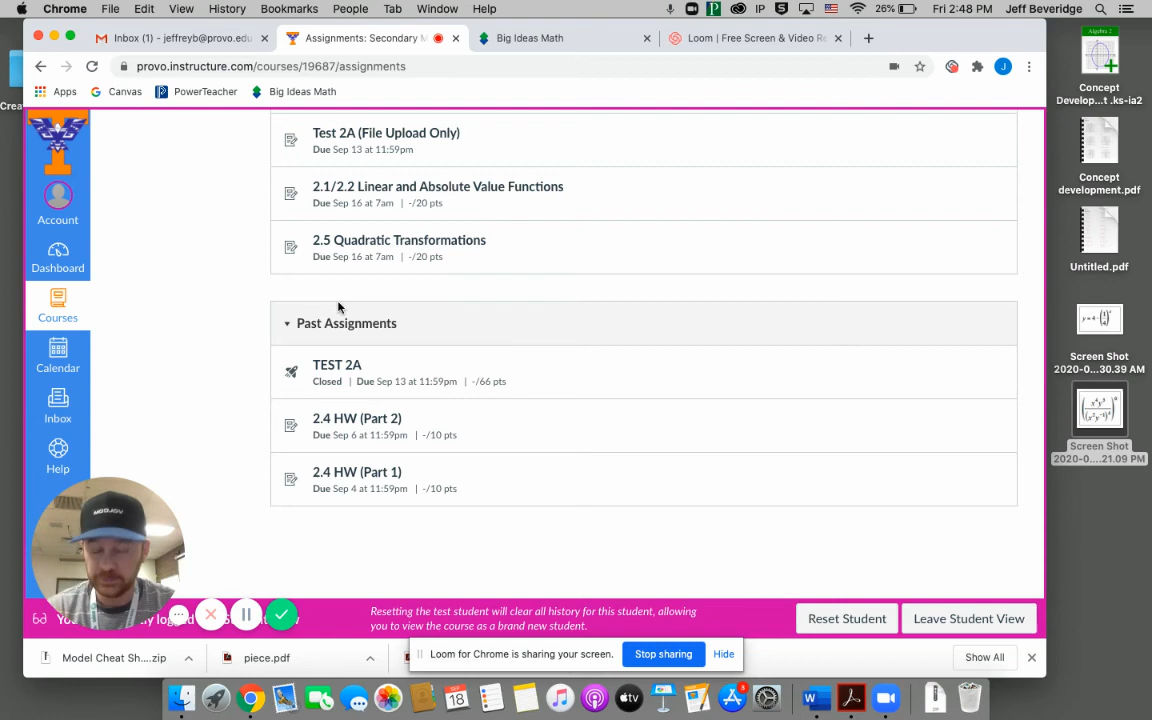 Chrome File Edit View History Bookmarks People Tab Window Help
IP 26% Fri 2:48 PM Jeff Beveridge
Inbox (1) - jeffreyb@provo.edu
Assignments: Secondary M
Big Ideas Math
Loom | Free Screen & Video Re
provo.instructure.com/courses/19687/assignments
Apps Canvas PowerTeacher Big Ideas Math
Account
Dashboard
Courses
Calendar
Inbox
Help
Test 2A (File Upload Only)
Due Sep 13 at 11:59pm
2.1/2.2 Linear and Absolute Value Functions
Due Sep 16 at 7am | -/20 pts
2.5 Quadratic Transformations
Due Sep 16 at 7am | -/20 pts
Past Assignments
TEST 2A
Closed | Due Sep 13 at 11:59pm | -/66 pts
2.4 HW (Part 2)
Due Sep 6 at 11:59pm | -/10 pts
2.4 HW (Part 1)
Due Sep 4 at 11:59pm | -/10 pts
Resetting the test student will clear all history for this student, allowing
you to view the course as a brand new student.
Reset Student
Leave Student View
Model Cheat Sh....zip
piece.pdf
Loom for Chrome is sharing your screen.
Stop sharing
Hide
Show All
Algebra 2
Concept
Develop...t .ks-ia2
Concept
development.pdf
Untitled.pdf
Screen Shot
2020-0....30.39 AM
Screen Shot
2020-0....21.09 PM
SEP
18
3